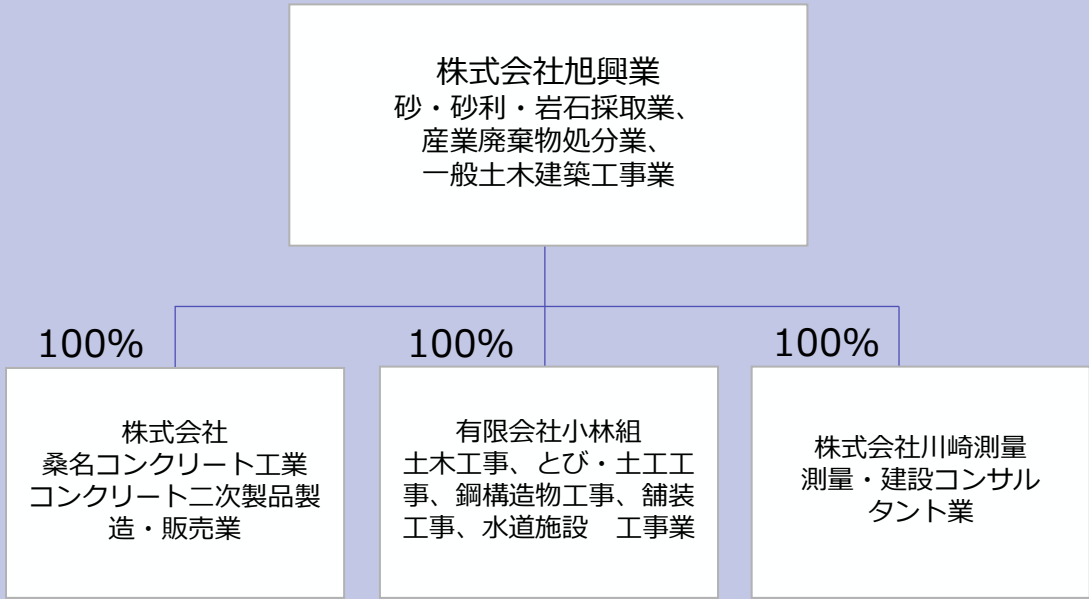 株式会社旭興業
砂・砂利・岩石採取業、
産業廃棄物処分業、
一般土木建築工事業
100%
100%
100%
株式会社
桑名コンクリート工業
コンクリート二次製品製
造・販売業
有限会社小林組
土木工事、とび・土工工
事、鋼構造物工事、舗装
工事、水道施設　工事業
株式会社川崎測量
測量・建設コンサル
タント業